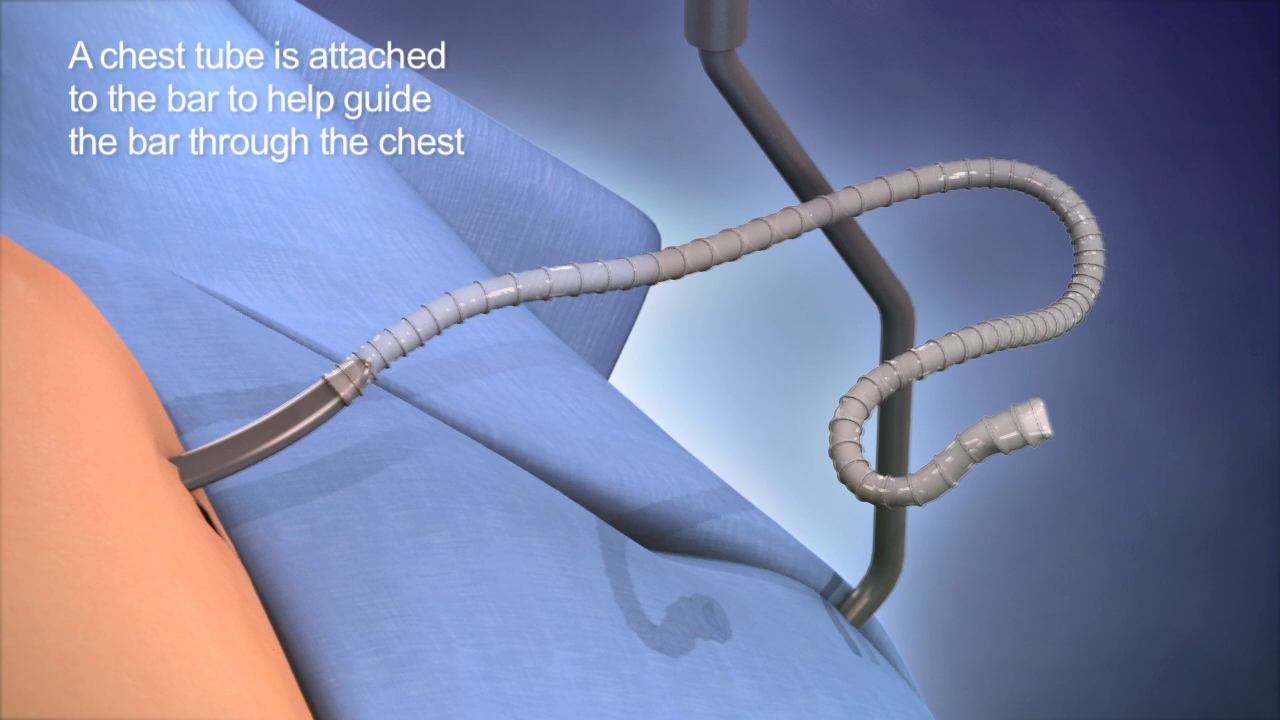 A chest tube is attached
to the bar to help guide
the bar through the chest